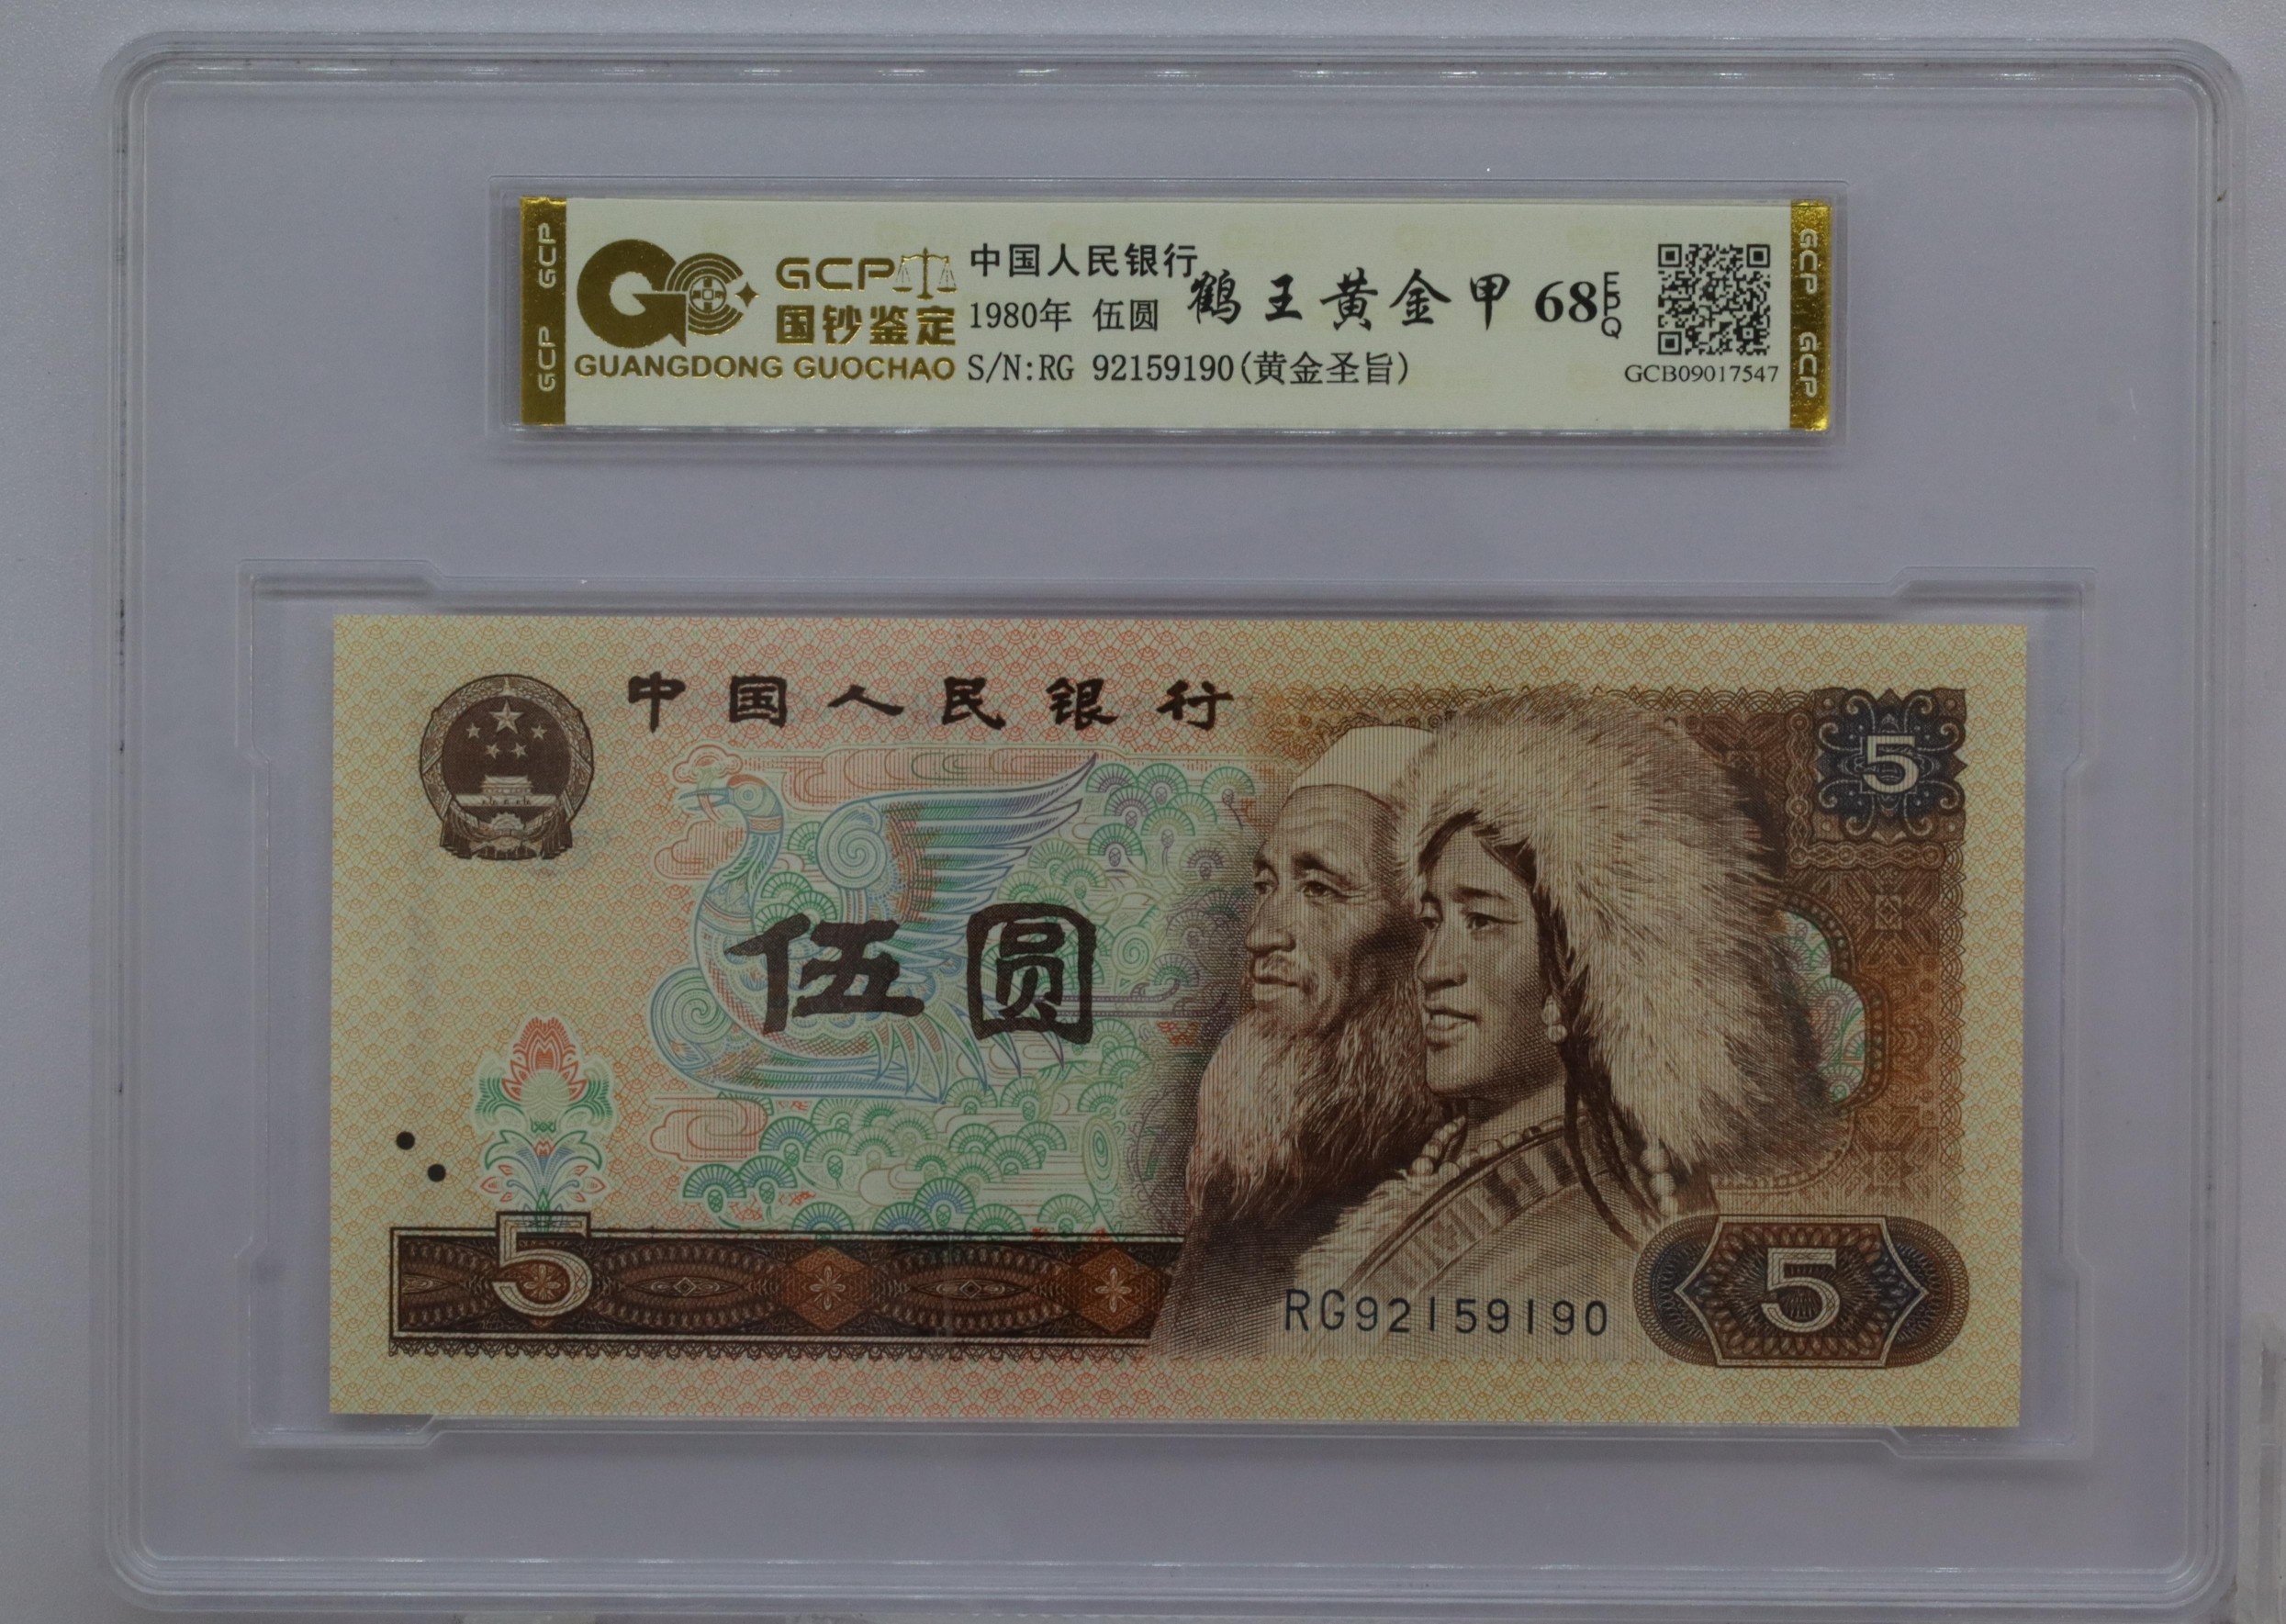 GCP GCP
GCP
国钞鉴定
GUANGDONG GUOCHAO
中国人民银行
1980年 伍圆
鹤王黄金甲 68 EPQ
S/N:RG 92159190(黄金圣旨)
GCB09017547
GCP GCP
中国人民银行
5
伍圆
5
RG92159190
5